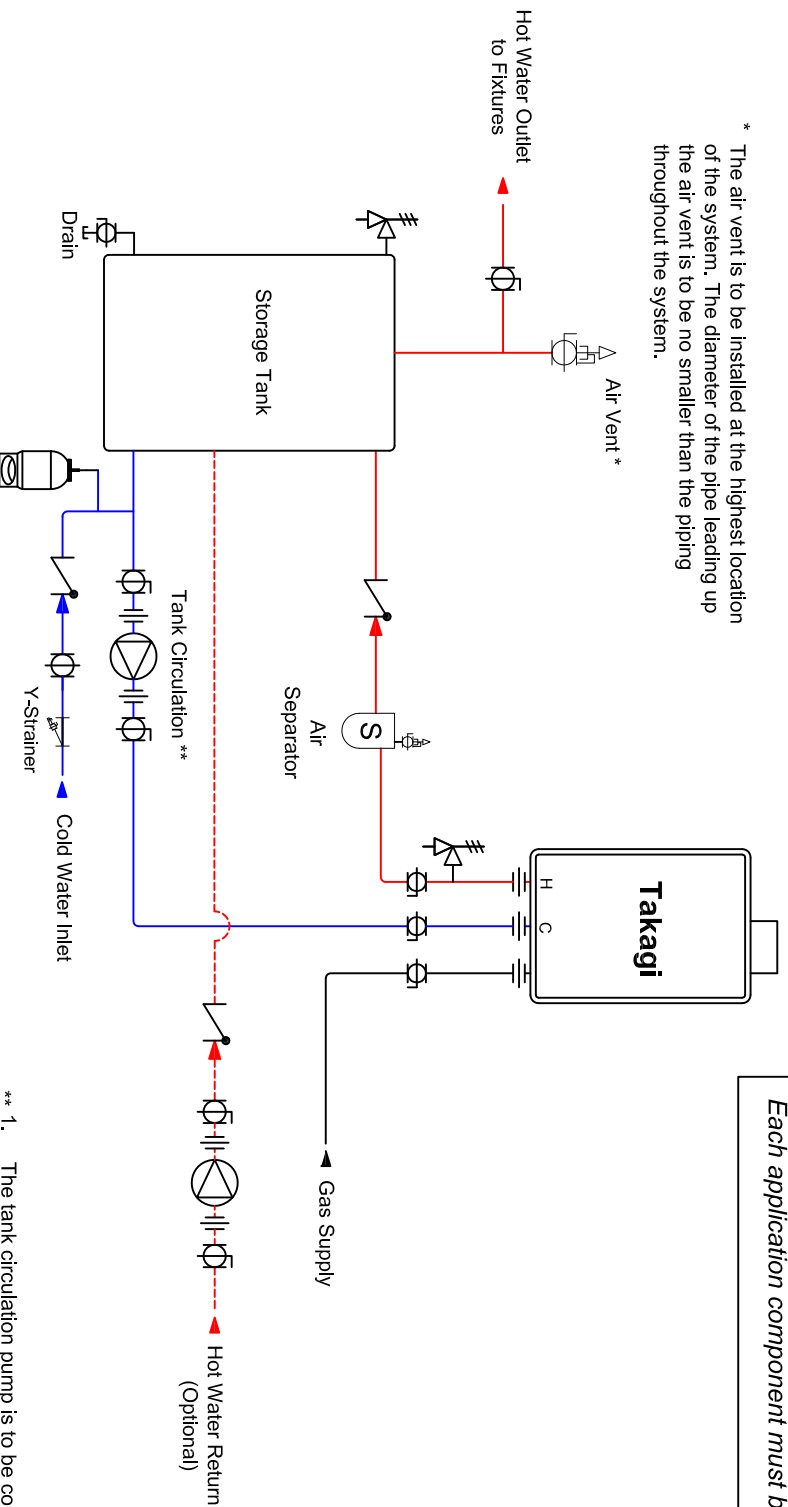 * The air vent is to be installed at the highest location
of the system. The diameter of the pipe leading up
the air vent is to be no smaller than the piping
throughout the system.
Each application component must b
Hot Water Outlet
to Fixtures
Air Vent *
Takagi
H
C
Storage Tank
Air
Separator
S
Gas Supply
Drain
Tank Circulation **
Hot Water Return
(Optional)
Y-Strainer
Cold Water Inlet
** 1. The tank circulation pump is to be co